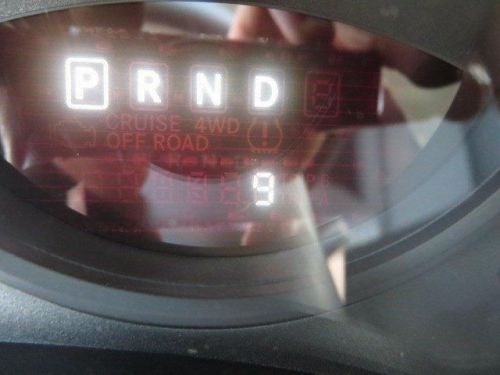 P R N D
CRUISE 4WD
OFF ROAD
9